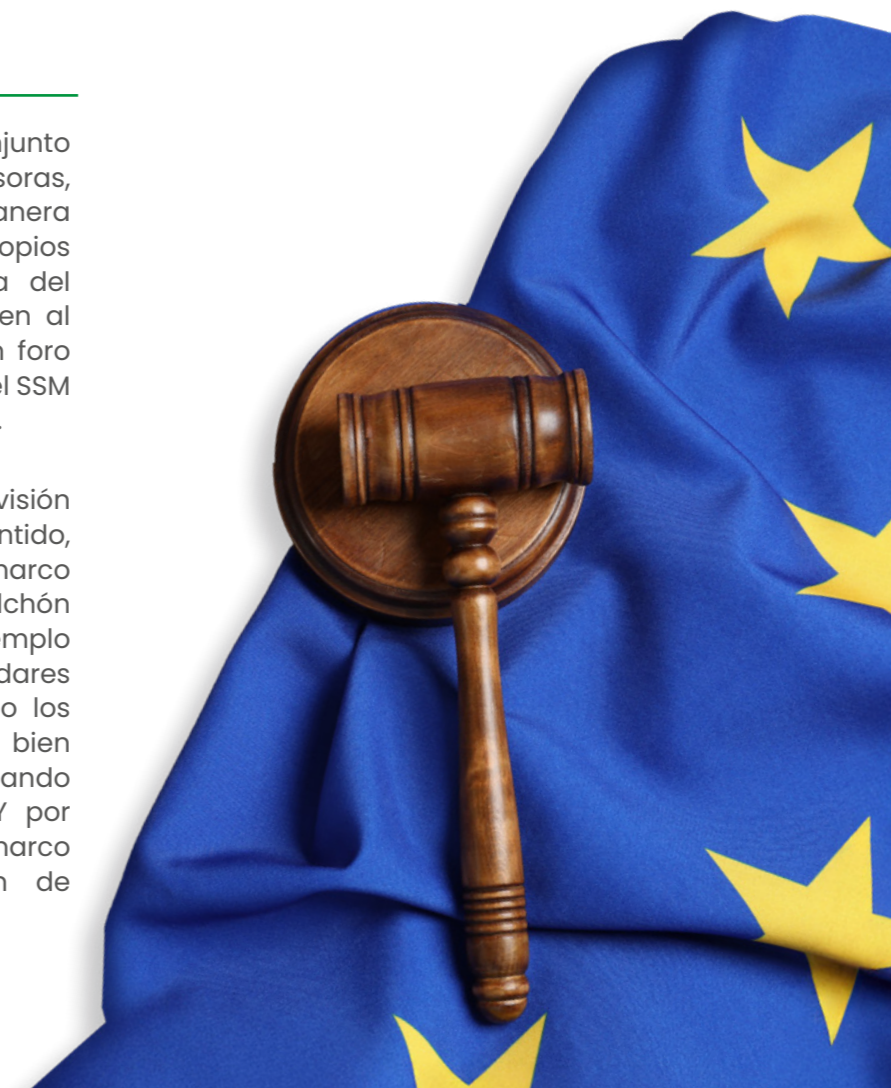 njunto
soras,
anera
opios
a del
en al
n foro
el SSM
.
visión
ntido,
narco
lchón
emplo
dares
o los
bien
ando
Y por
narco
n de